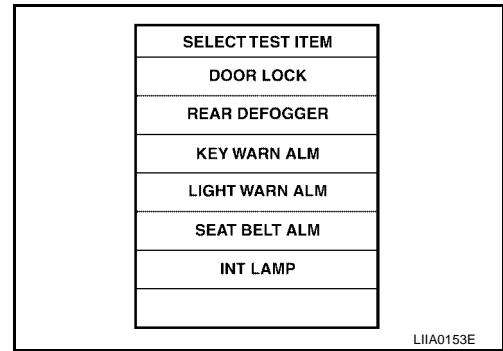 SELECT TEST ITEM
DOOR LOCK
REAR DEFOGGER
KEY WARN ALM
LIGHT WARN ALM
SEAT BELT ALM
INT LAMP
LIIA0153E